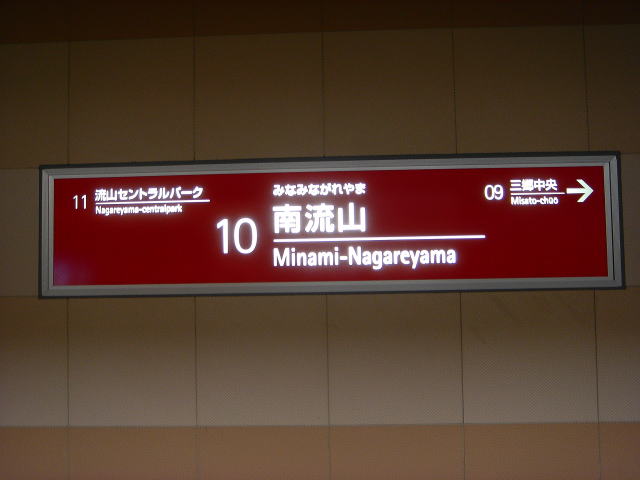 11 流山セントラルパーク
Nagareyama-centralpark
みなみながれやま
10 南流山
Minami-Nagareyama
09 三郷中央
Misato-chūō